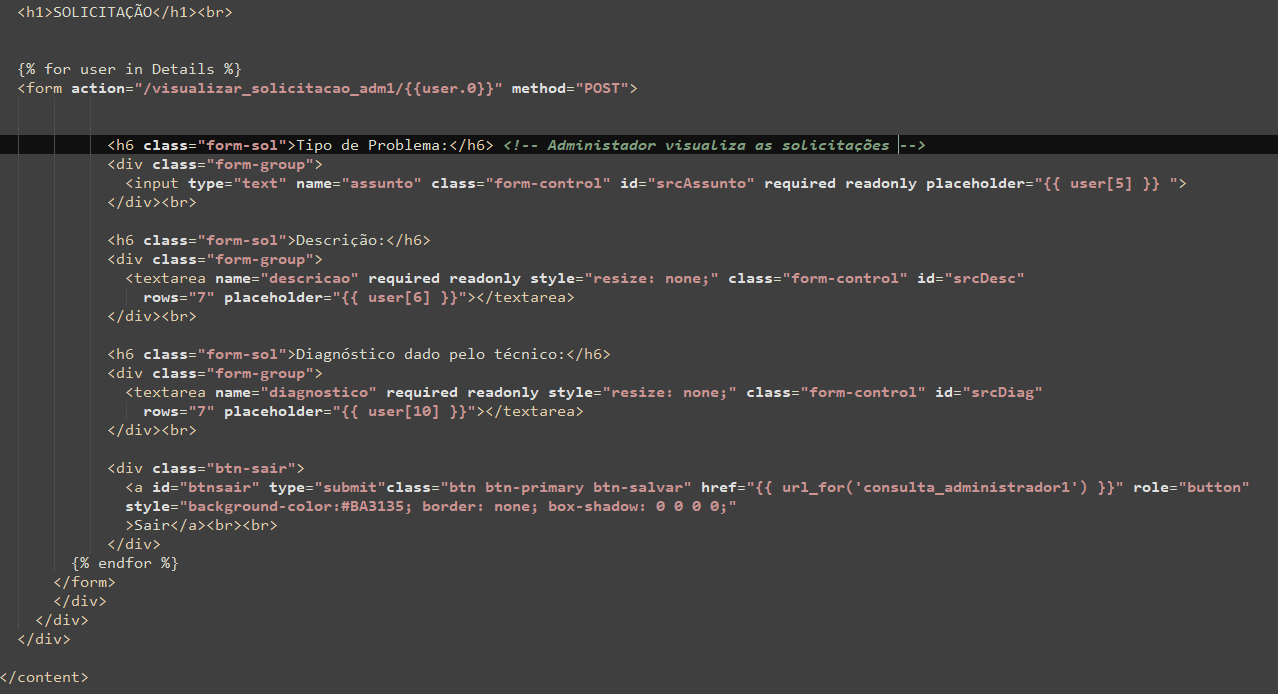 <h1>SOLICITAÇÃO</h1><br>
{% for user in Details %}
<form action="/visualizar_solicitacao_adm1/{{user.0}}" method="POST">
<h6 class="form-sol">Tipo de Problema:</h6> <!-- Administador visualiza as solicitações -->
<div class="form-group">
<input type="text" name="assunto" class="form-control" id="srcAssunto" required readonly placeholder="{{ user[5] }} ">
</div><br>
<h6 class="form-sol">Descrição:</h6>
<div class="form-group">
<textarea name="descricao" required readonly style="resize: none;" class="form-control" id="srcDesc"
rows="7" placeholder="{{ user[6] }}"></textarea>
</div><br>
<h6 class="form-sol">Diagnóstico dado pelo técnico:</h6>
<div class="form-group">
<textarea name="diagnostico" required readonly style="resize: none;" class="form-control" id="srcDiag"
rows="7" placeholder="{{ user[10] }}"></textarea>
</div><br>
<div class="btn-sair">
<a id="btnsair" type="submit"class="btn btn-primary btn-salvar" href="{{ url_for('consulta_administrador1') }}" role="button"
style="background-color:#BA3135; border: none; box-shadow: 0 0 0 0;"
>Sair</a><br><br>
</div>
{% endfor %}
</form>
</div>
</div>
</div>
</content>